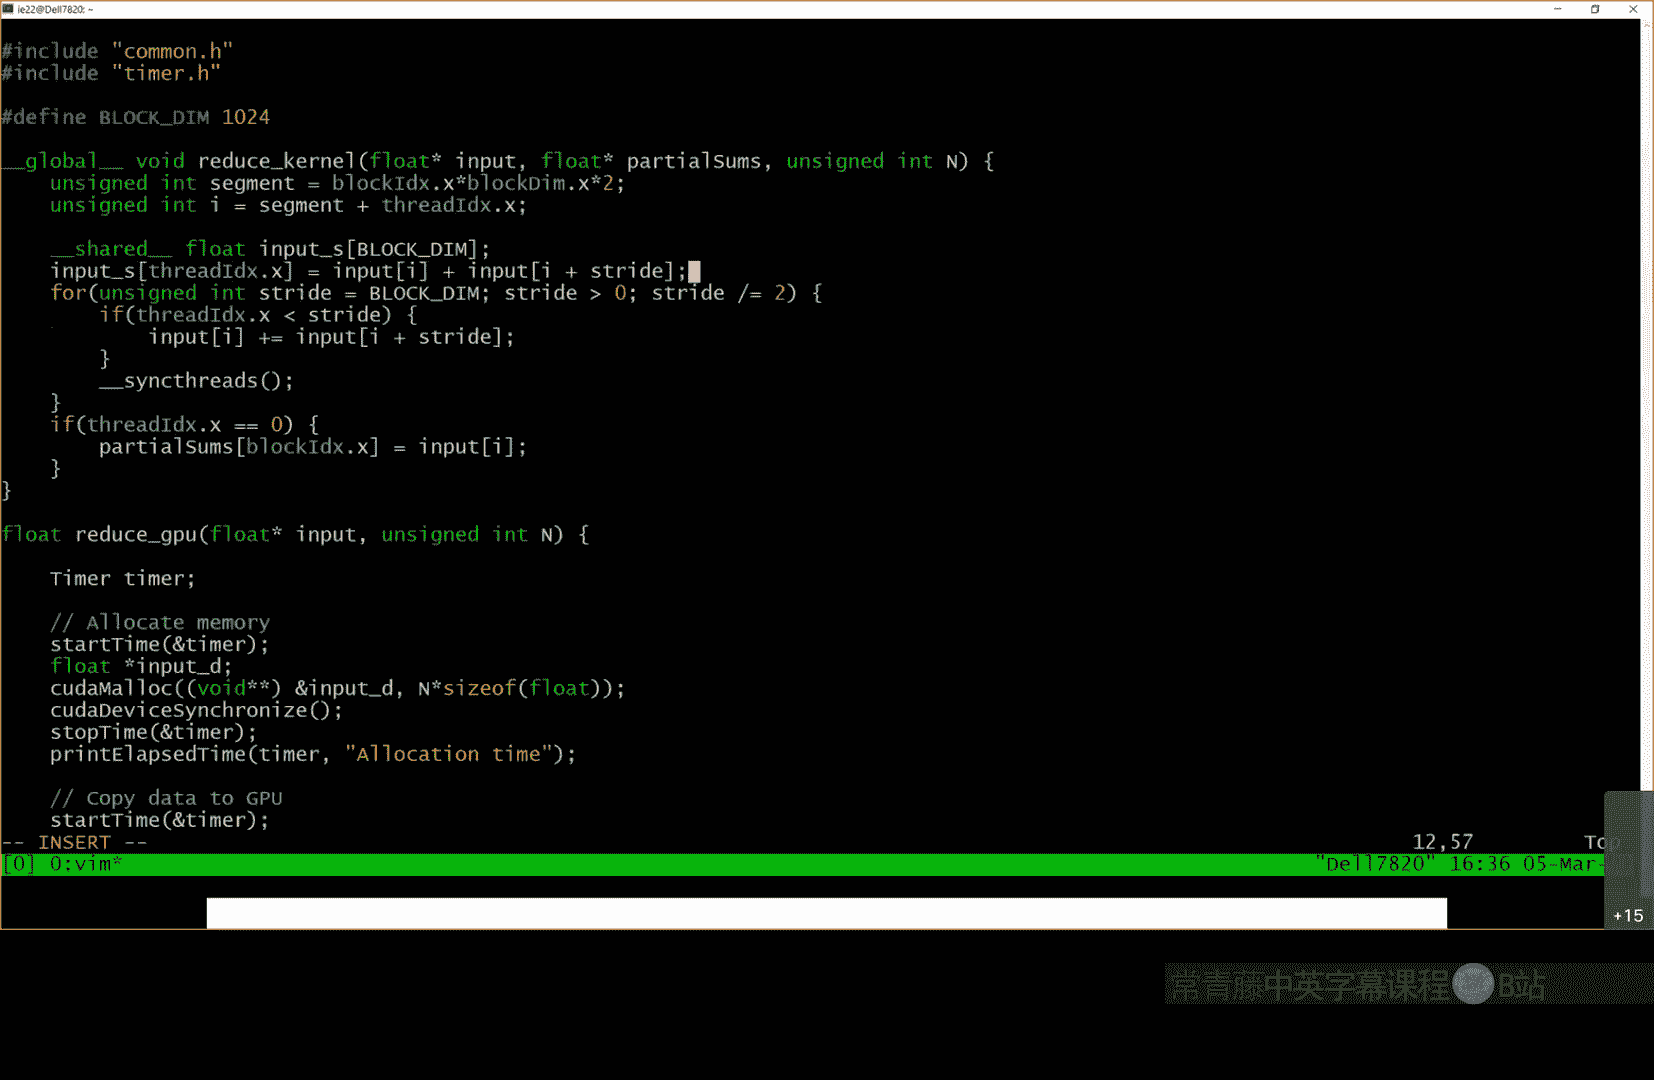 ie22@Dell7820: ~
#include "common.h"
#include "timer.h"
#define BLOCK_DIM 1024
__global__ void reduce_kernel(float* input, float* partialSums, unsigned int N) {
    unsigned int segment = blockIdx.x*blockDim.x*2;
    unsigned int i = segment + threadIdx.x;
    __shared__ float input_s[BLOCK_DIM];
    input_s[threadIdx.x] = input[i] + input[i + stride];
    for(unsigned int stride = BLOCK_DIM; stride > 0; stride /= 2) {
        if(threadIdx.x < stride) {
            input[i] += input[i + stride];
        }
        __syncthreads();
    }
    if(threadIdx.x == 0) {
        partialSums[blockIdx.x] = input[i];
    }
}
float reduce_gpu(float* input, unsigned int N) {
    Timer timer;
    // Allocate memory
    startTime(&timer);
    float *input_d;
    cudaMalloc((void**) &input_d, N*sizeof(float));
    cudaDeviceSynchronize();
    stopTime(&timer);
    printElapsedTime(timer, "Allocation time");
    // Copy data to GPU
    startTime(&timer);
-- INSERT -- 12,57 Top
[0] 0:vim* "Dell7820" 16:36 05-Mar-
+15
常青藤中英字幕课程 B站